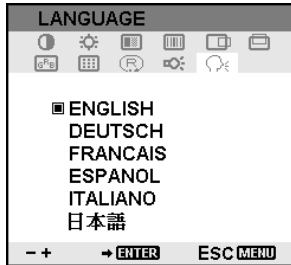 LANGUAGE
R
ENGLISH
DEUTSCH
FRANCAIS
ESPANOL
ITALIANO
日本語
- + → ENTER ESC MENU